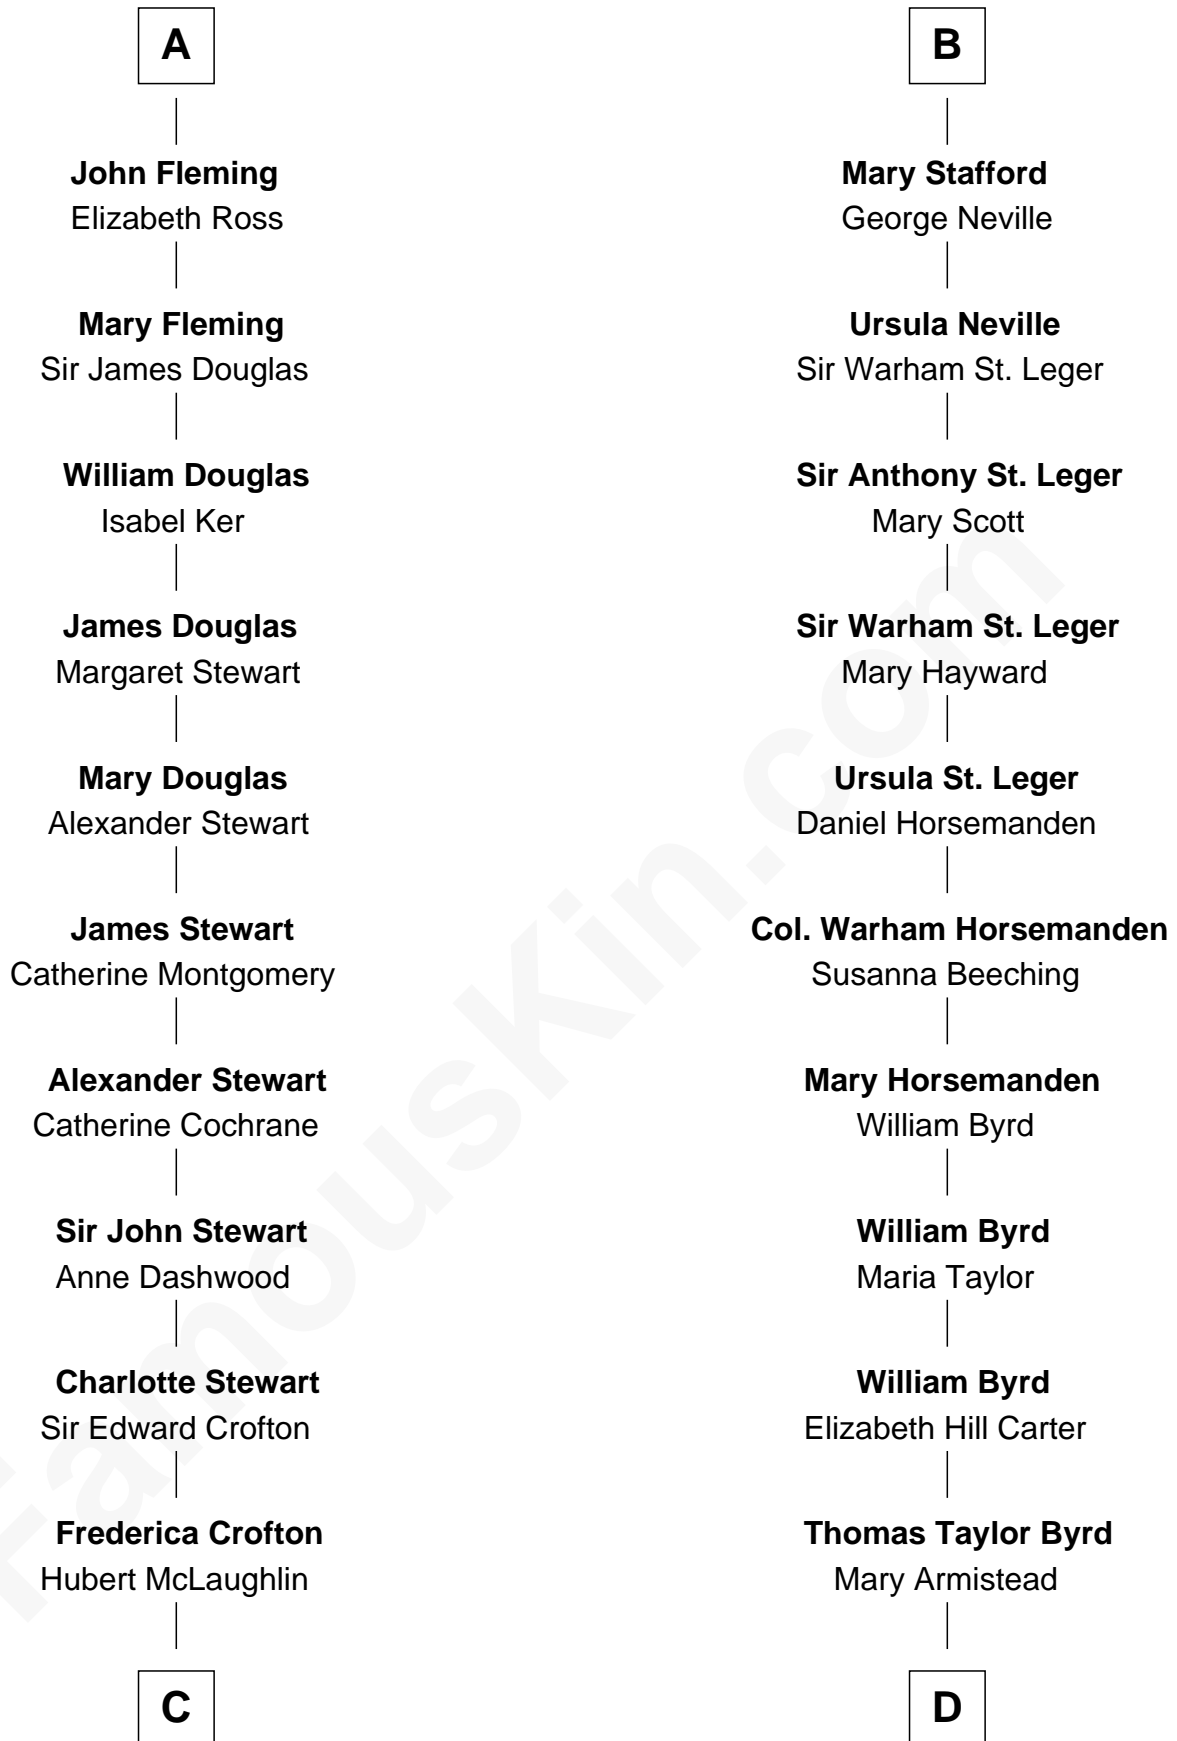 A
John Fleming
Elizabeth Ross
Mary Fleming
Sir James Douglas
William Douglas
Isabel Ker
James Douglas
Margaret Stewart
Mary Douglas
Alexander Stewart
James Stewart
Catherine Montgomery
Alexander Stewart
Catherine Cochrane
Sir John Stewart
Anne Dashwood
Charlotte Stewart
Sir Edward Crofton
Frederica Crofton
Hubert McLaughlin
C
B
Mary Stafford
George Neville
Ursula Neville
Sir Warham St. Leger
Sir Anthony St. Leger
Mary Scott
Sir Warham St. Leger
Mary Hayward
Ursula St. Leger
Daniel Horsemanden
Col. Warham Horsemanden
Susanna Beeching
Mary Horsemanden
William Byrd
William Byrd
Maria Taylor
William Byrd
Elizabeth Hill Carter
Thomas Taylor Byrd
Mary Armistead
D
FamousKin.com